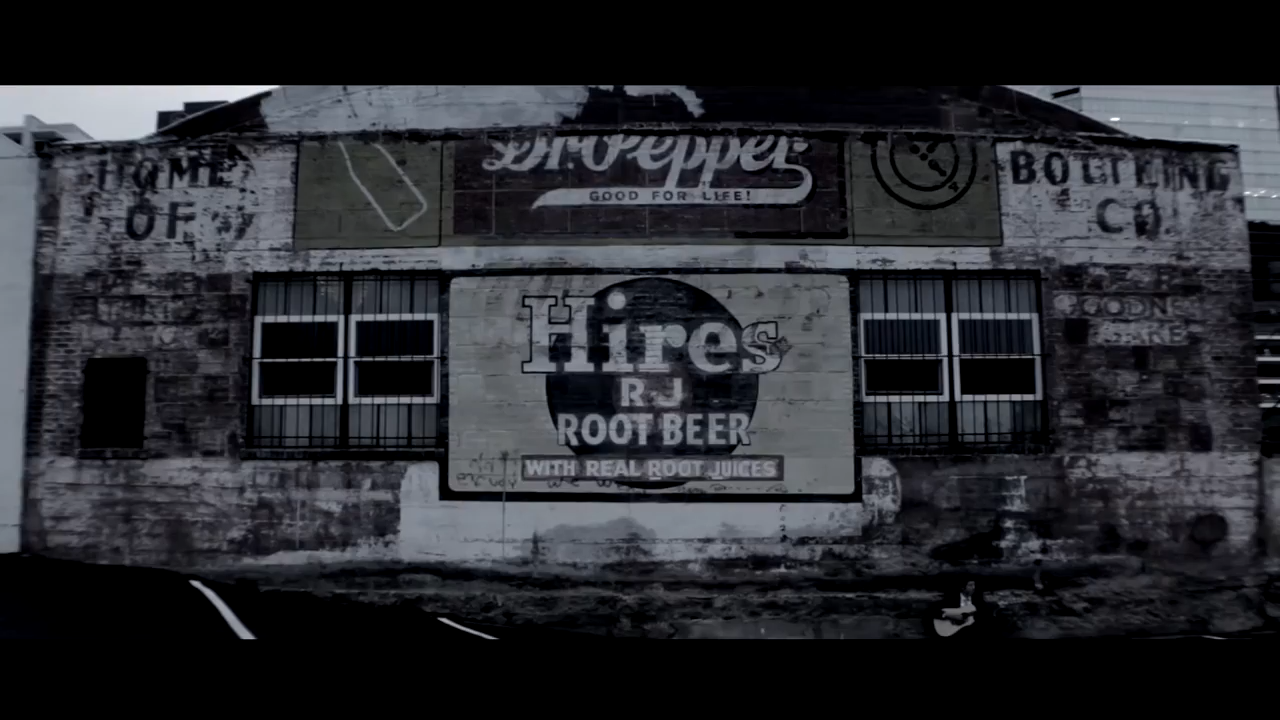 HOME
OF
Dr. Pepper
GOOD FOR LIFE!
BOTTLING
CO.
Hires
R-J
ROOT BEER
WITH REAL ROOT JUICES